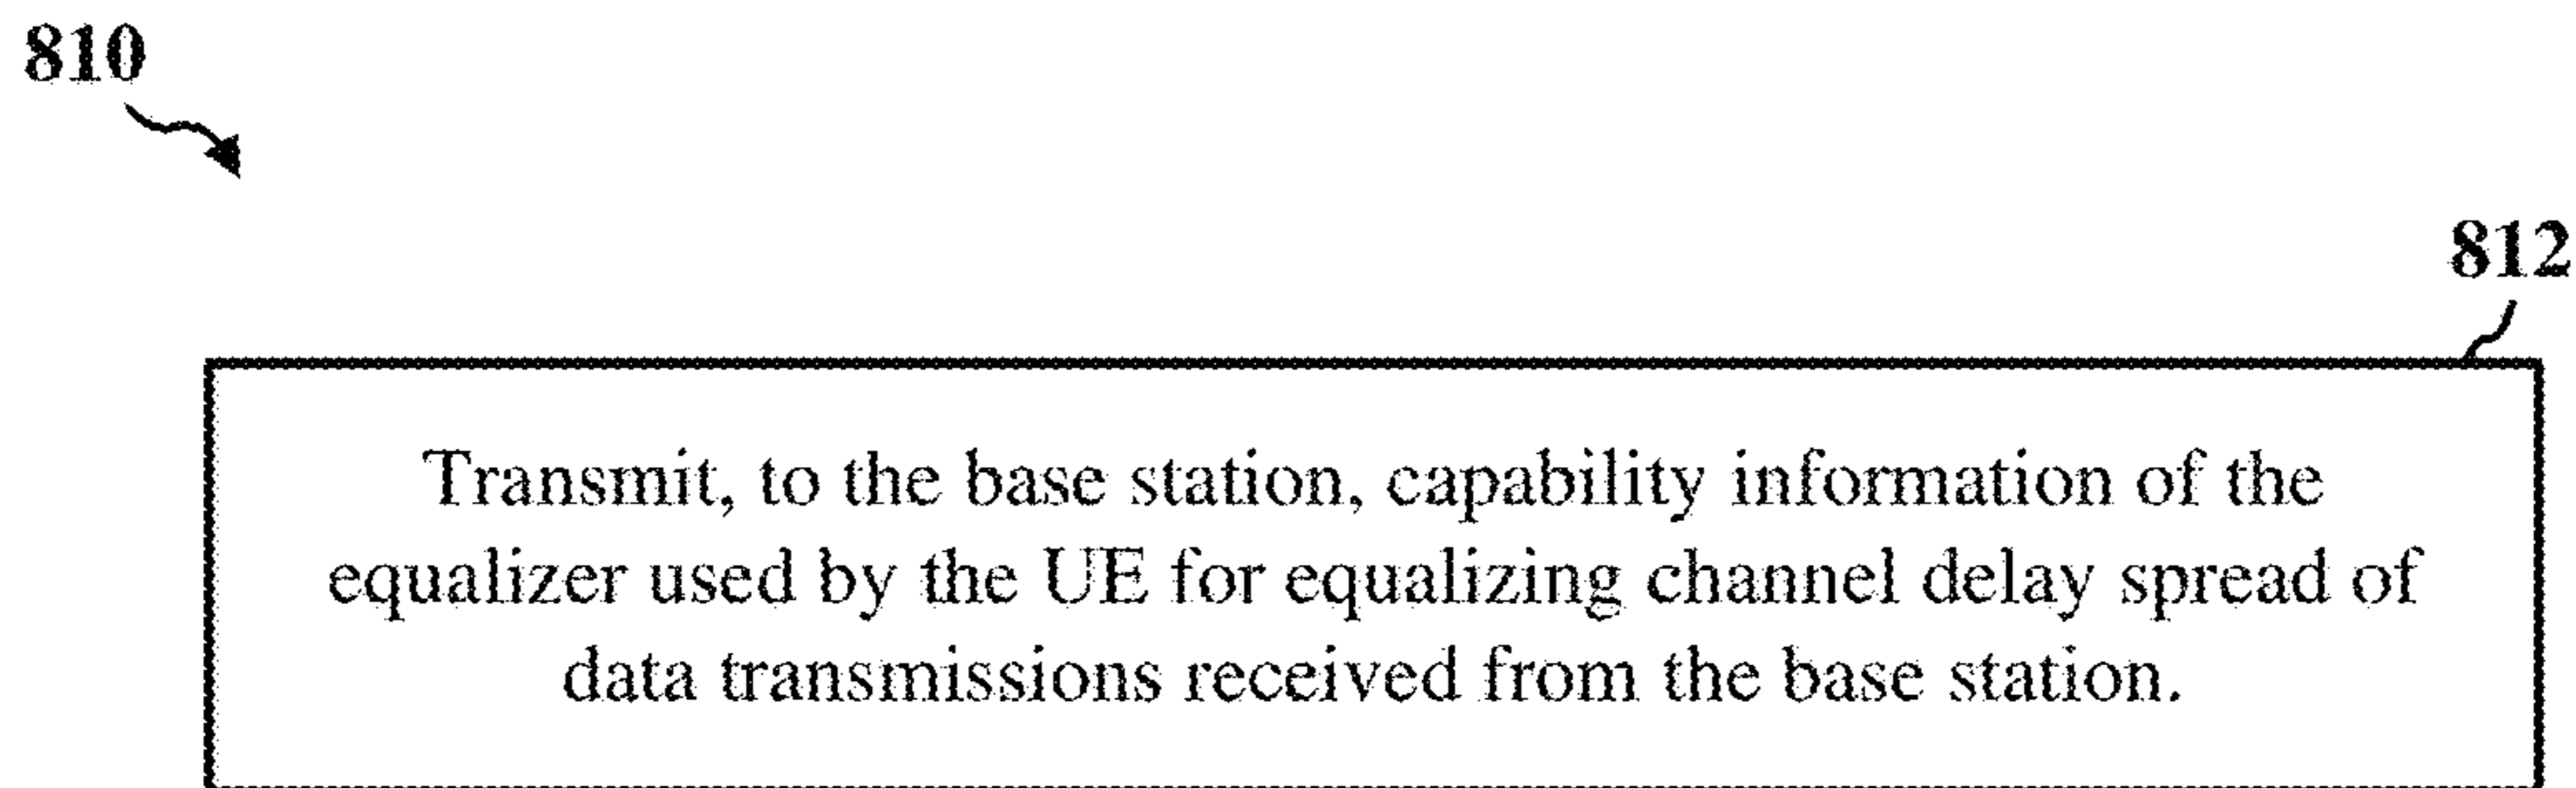 810
812
Transmit, to the base station, capability information of the
equalizer used by the UE for equalizing channel delay spread of
data transmissions received from the base station.